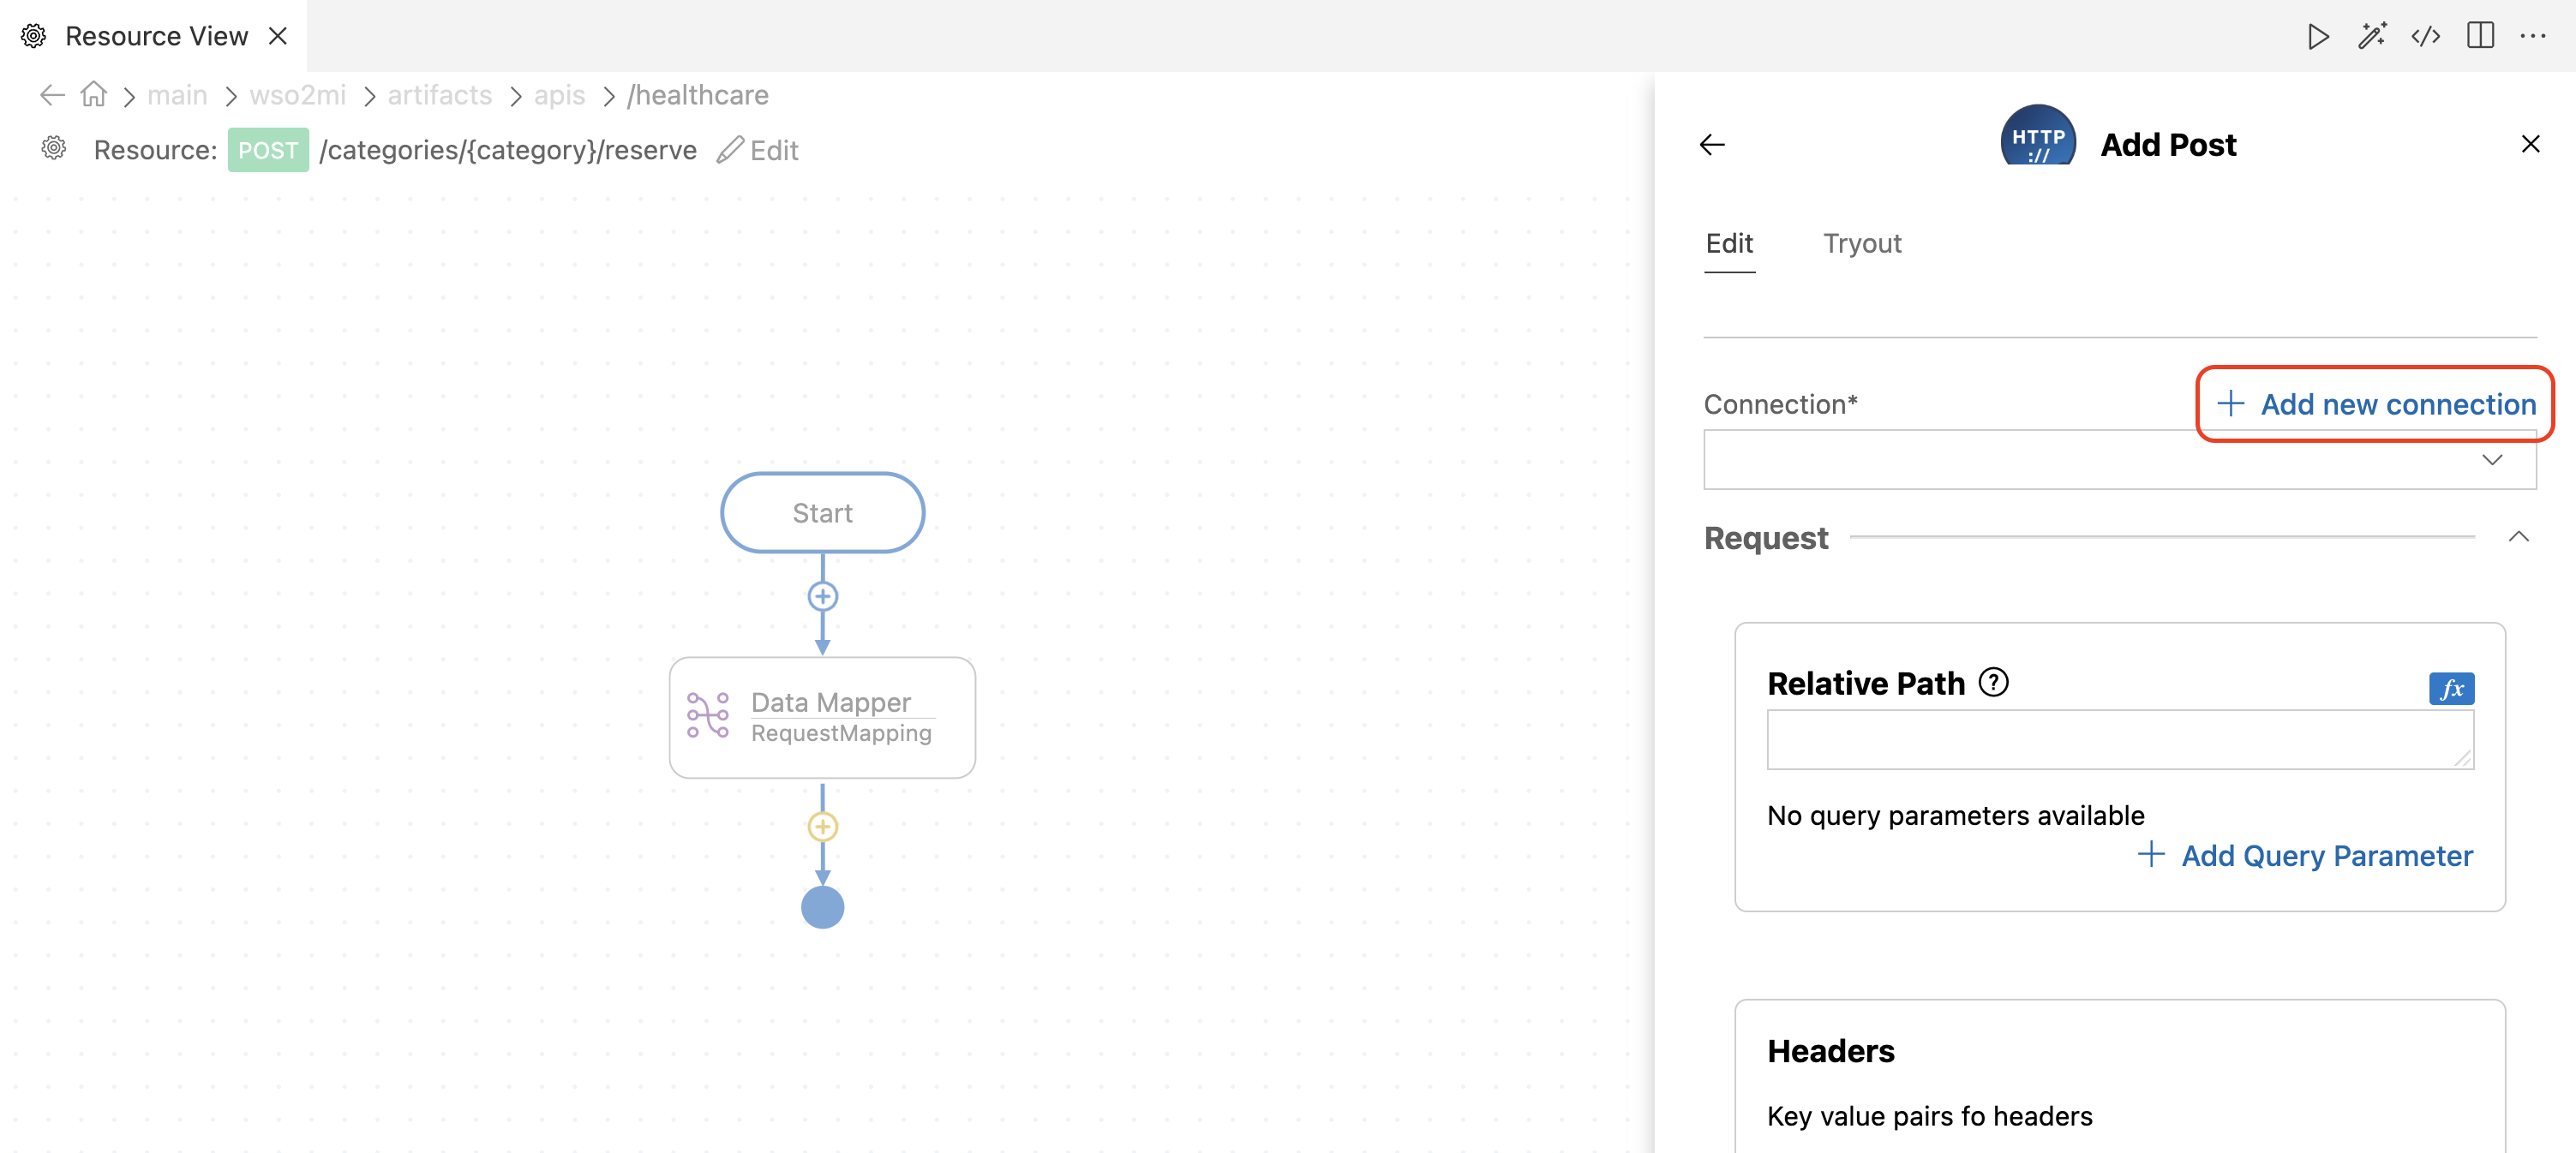 Resource View
main > wso2mi > artifacts > apis > /healthcare
Resource: POST /categories/{category}/reserve Edit
Start
Data Mapper
RequestMapping
HTTP
://
Add Post
Edit Tryout
Connection* + Add new connection
Request
Relative Path ?
fx
No query parameters available
+ Add Query Parameter
Headers
Key value pairs fo headers